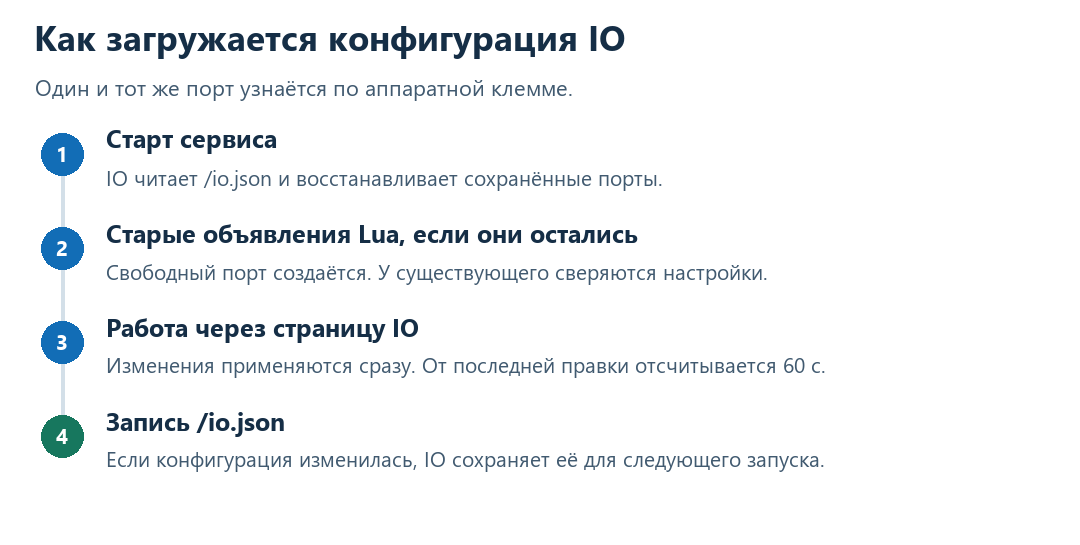 Как загружается конфигурация IO
Один и тот же порт узнаётся по аппаратной клемме.
1
Старт сервиса
IO читает /io.json и восстанавливает сохранённые порты.
2
Старые объявления Lua, если они остались
Свободный порт создаётся. У существующего сверяются настройки.
3
Работа через страницу IO
Изменения применяются сразу. От последней правки отсчитывается 60 с.
4
Запись /io.json
Если конфигурация изменилась, IO сохраняет её для следующего запуска.